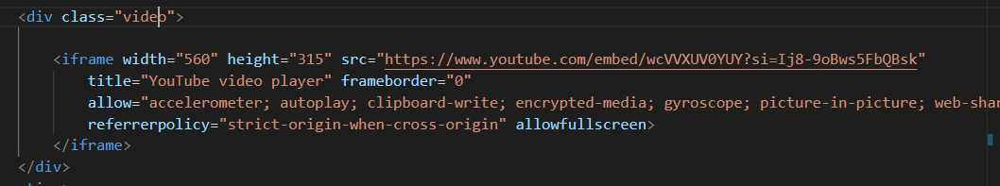 <div class="video">
<iframe width="560" height="315" src="https://www.youtube.com/embed/wcVVXUV0YUY?si=Ij8-9oBws5FbQBsk"
title="YouTube video player" frameborder="0"
allow="accelerometer; autoplay; clipboard-write; encrypted-media; gyroscope; picture-in-picture; web-shar
referrerpolicy="strict-origin-when-cross-origin" allowfullscreen>
</iframe>
</div>